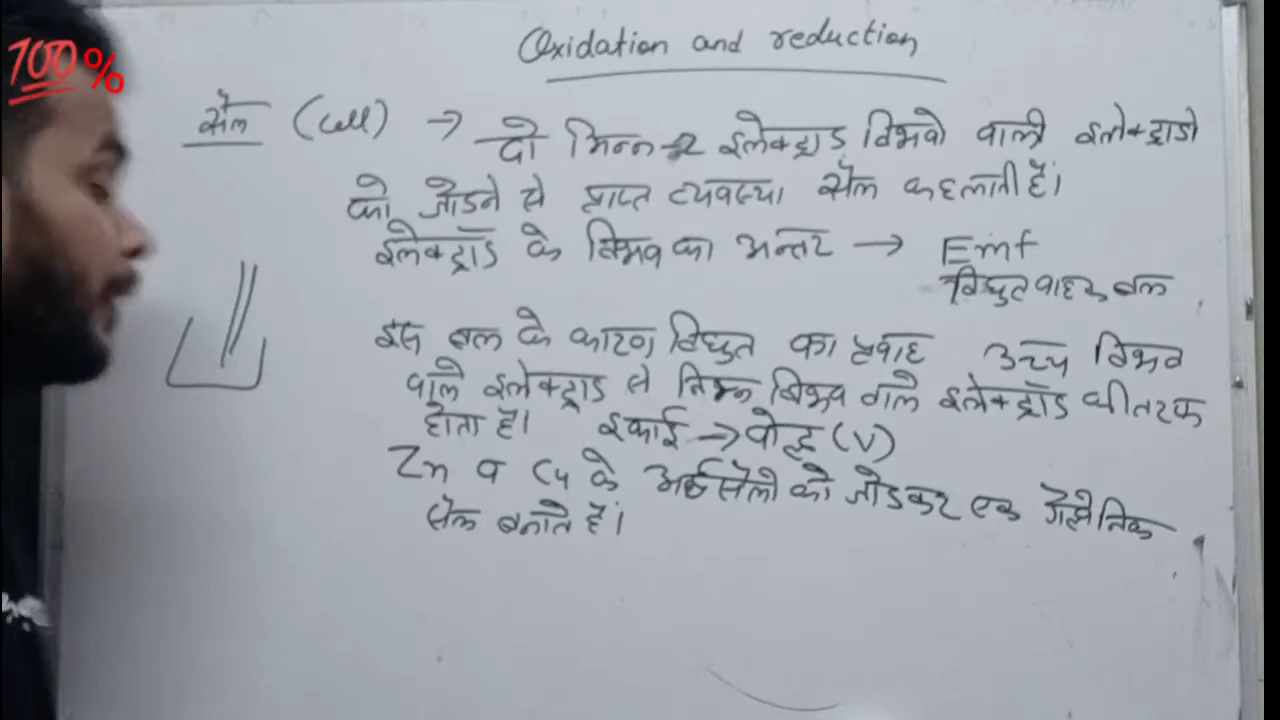 100%
Oxidation and reduction
सेल (Cell) → दो भिन्न-2 इलेक्ट्राड विभवो वाली इलेक्ट्राडो
को जोडने से प्राप्त व्यवस्था सेल कहलाती हैं।
इलेक्ट्रॉड के विभव का अन्तर → Emf
विधुत वाहक बल
इस बल के कारण विधुत का प्रवाह उच्च विभव
वाले इलेक्ट्राड से निम्न विभव वाले इलेक्ट्रॉड की तरफ
होता है। इकाई → वोल्ट (V)
Zn व Cu के अर्द्धसेलो को जोडकर एक गैल्वेनिक
सेल बनाते हैं।